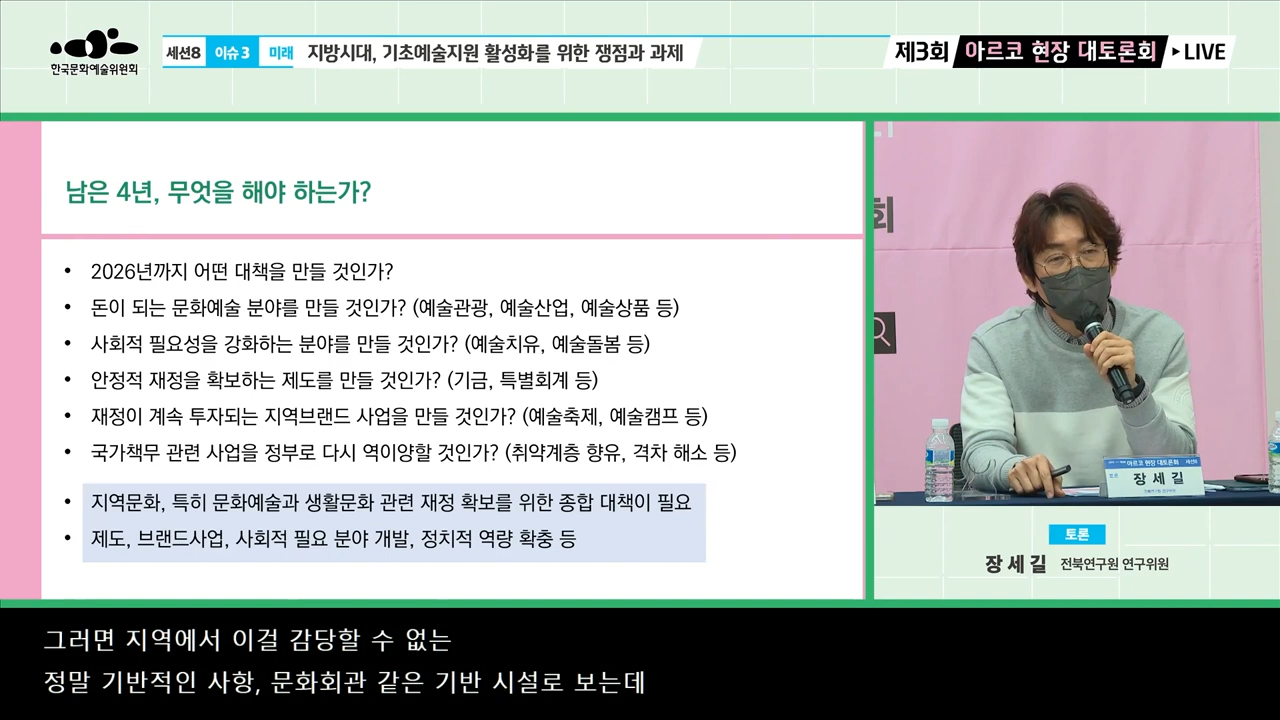 한국문화예술위원회
세션8 이슈 3 미래 지방시대, 기초예술지원 활성화를 위한 쟁점과 과제
제3회 아르코 현장 대토론회 ▸LIVE
남은 4년, 무엇을 해야 하는가?
• 2026년까지 어떤 대책을 만들 것인가?
• 돈이 되는 문화예술 분야를 만들 것인가? (예술관광, 예술산업, 예술상품 등)
• 사회적 필요성을 강화하는 분야를 만들 것인가? (예술치유, 예술돌봄 등)
• 안정적 재정을 확보하는 제도를 만들 것인가? (기금, 특별회계 등)
• 재정이 계속 투자되는 지역브랜드 사업을 만들 것인가? (예술축제, 예술캠프 등)
• 국가책무 관련 사업을 정부로 다시 역이양할 것인가? (취약계층 향유, 격차 해소 등)
• 지역문화, 특히 문화예술과 생활문화 관련 재정 확보를 위한 종합 대책이 필요
• 제도, 브랜드사업, 사회적 필요 분야 개발, 정치적 역량 확충 등
회
아르코 현장 대토론회 세션8
장 세 길
토론
장 세 길 전북연구원 연구위원
그러면 지역에서 이걸 감당할 수 없는
정말 기반적인 사항, 문화회관 같은 기반 시설로 보는데